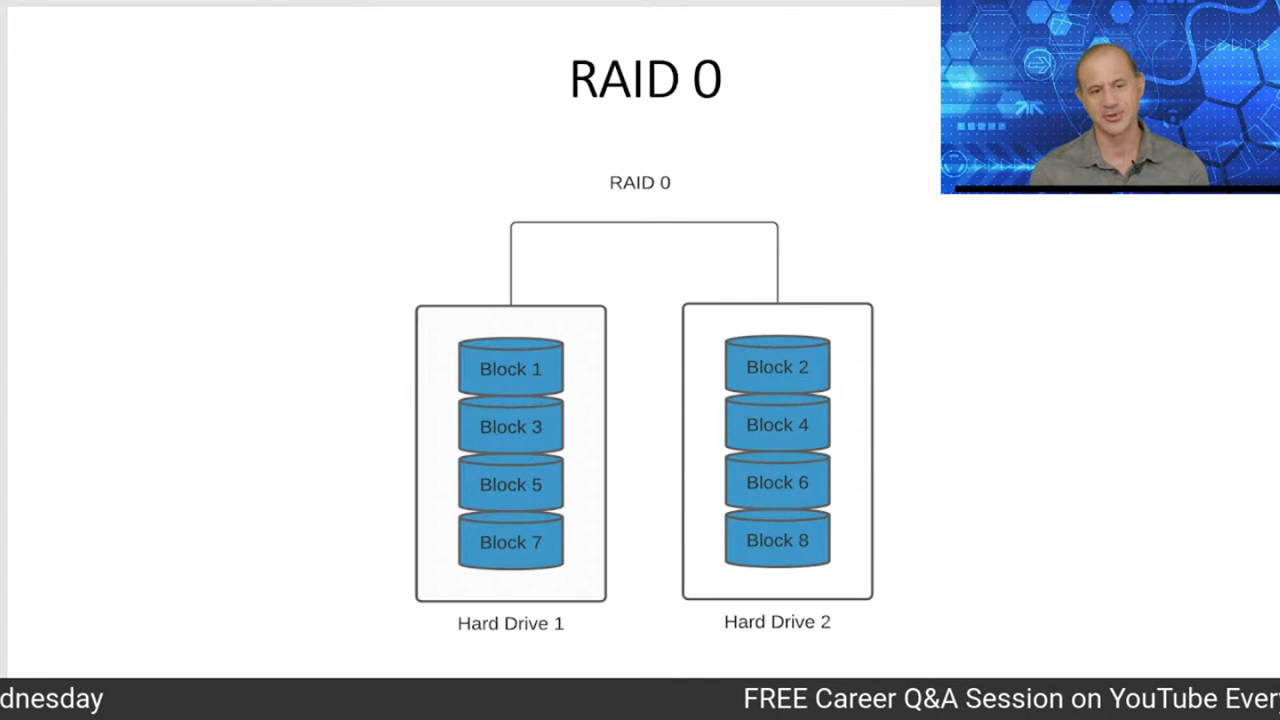 RAID 0
RAID 0
Block 1
Block 3
Block 5
Block 7
Hard Drive 1
Block 2
Block 4
Block 6
Block 8
Hard Drive 2
dnesday
FREE Career Q&A Session on YouTube Ever